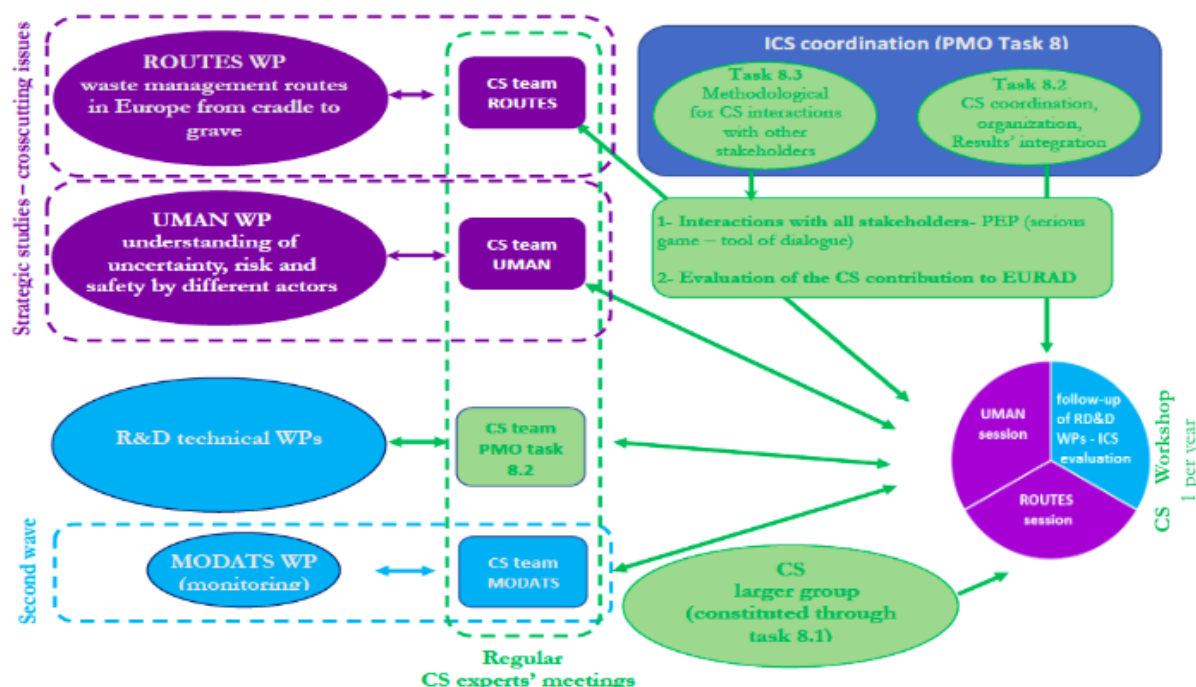 Strategic studies – crosscutting issues
ROUTES WP
waste management routes
in Europe from cradle to
grave
CS team
ROUTES
UMAN WP
understanding of
uncertainty, risk and
safety by different actors
CS team
UMAN
R&D technical WPs
CS team
PMO task
8.2
Second wave
MODATS WP
(monitoring)
CS team
MODATS
Regular
CS experts' meetings
ICS coordination (PMO Task 8)
Task 8.3
Methodological
for CS interactions
with other
stakeholders
Task 8.2
CS coordination,
organization,
Results' integration
1- Interactions with all stakeholders- PEP (serious
game – tool of dialogue)
2- Evaluation of the CS contribution to EURAD
UMAN
session
follow-up
of RD&D
WPs - ICS
evaluation
ROUTES
session
CS Workshop
1 per year
CS
larger group
(constituted through
task 8.1)